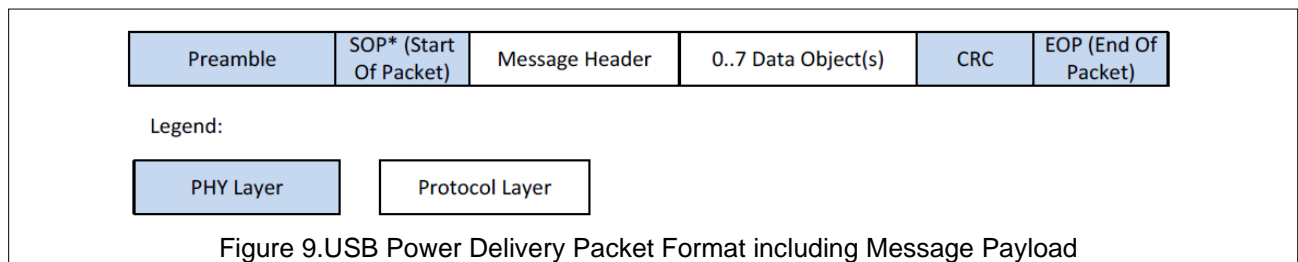 Preamble
SOP* (Start
Of Packet)
Message Header
0..7 Data Object(s)
CRC
EOP (End Of
Packet)
Legend:
PHY Layer
Protocol Layer
Figure 9.USB Power Delivery Packet Format including Message Payload